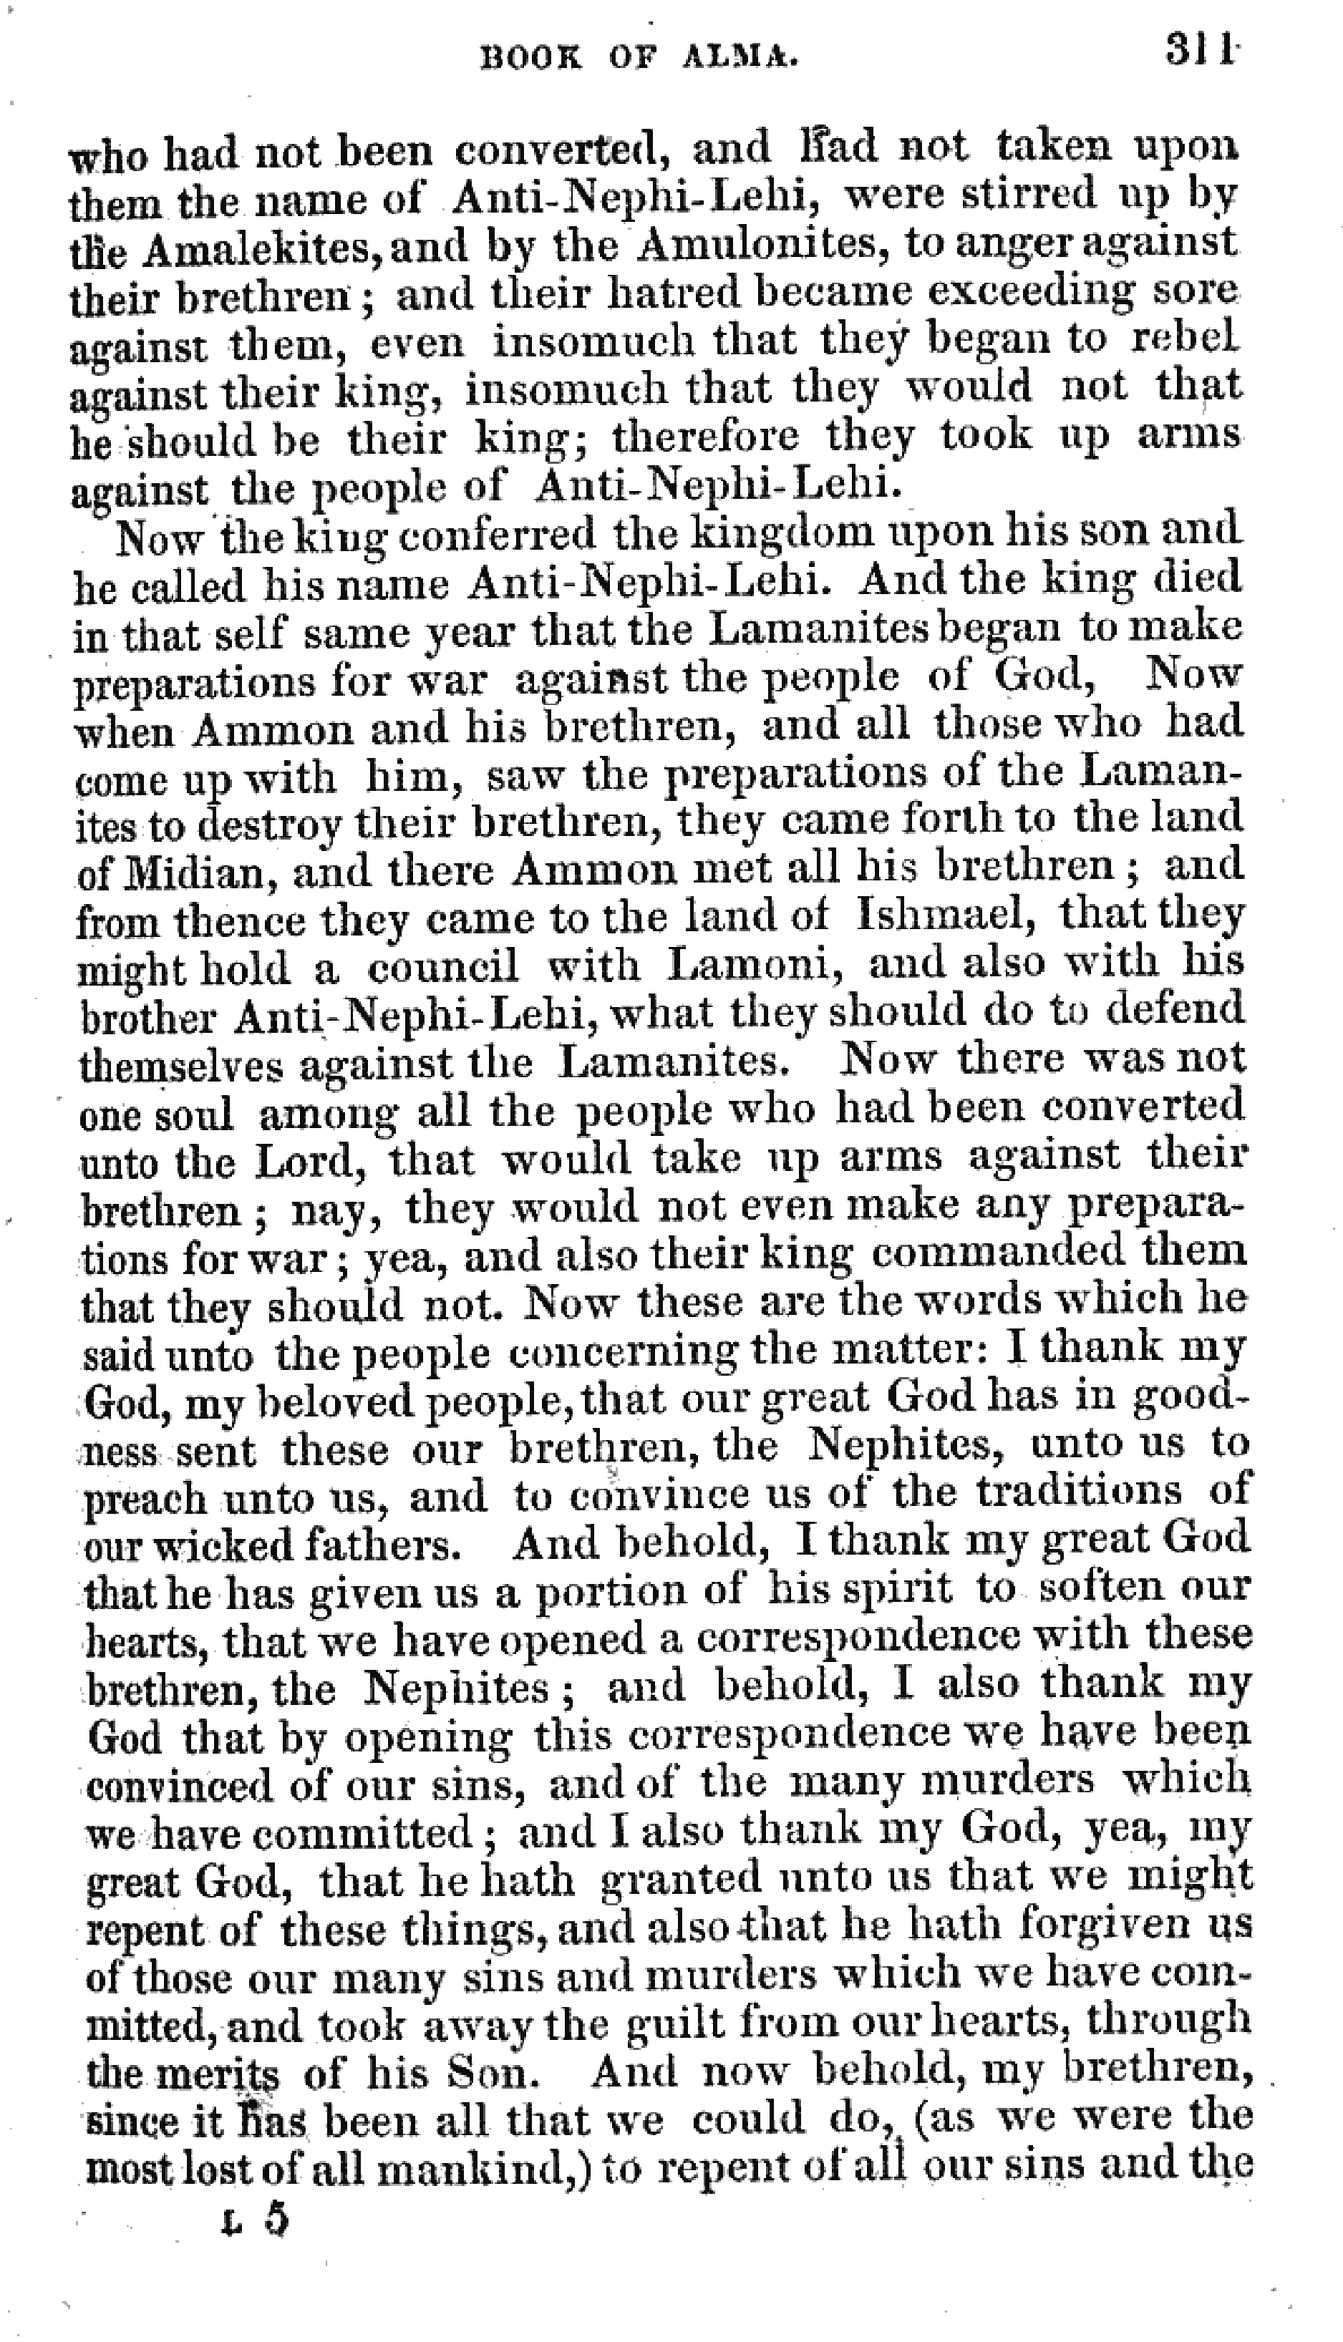 BOOK OF ALMA. 311
who had not been converted, and had not taken upon
them the name of Anti-Nephi-Lehi, were stirred up by
the Amalekites, and by the Amulonites, to anger against
their brethren; and their hatred became exceeding sore
against them, even insomuch that they began to rebel
against their king, insomuch that they would not that
he should be their king; therefore they took up arms
against the people of Anti-Nephi-Lehi.
Now the king conferred the kingdom upon his son and
he called his name Anti-Nephi-Lehi. And the king died
in that self same year that the Lamanites began to make
preparations for war against the people of God, Now
when Ammon and his brethren, and all those who had
come up with him, saw the preparations of the Laman-
ites to destroy their brethren, they came forth to the land
of Midian, and there Ammon met all his brethren; and
from thence they came to the land of Ishmael, that they
might hold a council with Lamoni, and also with his
brother Anti-Nephi-Lehi, what they should do to defend
themselves against the Lamanites. Now there was not
one soul among all the people who had been converted
unto the Lord, that would take up arms against their
brethren; nay, they would not even make any prepara-
tions for war; yea, and also their king commanded them
that they should not. Now these are the words which he
said unto the people concerning the matter: I thank my
God, my beloved people, that our great God has in good-
ness sent these our brethren, the Nephites, unto us to
preach unto us, and to convince us of the traditions of
our wicked fathers. And behold, I thank my great God
that he has given us a portion of his spirit to soften our
hearts, that we have opened a correspondence with these
brethren, the Nephites; and behold, I also thank my
God that by opening this correspondence we have been
convinced of our sins, and of the many murders which
we have committed; and I also thank my God, yea, my
great God, that he hath granted unto us that we might
repent of these things, and also that he hath forgiven us
of those our many sins and murders which we have com-
mitted, and took away the guilt from our hearts, through
the merits of his Son. And now behold, my brethren,
since it has been all that we could do, (as we were the
most lost of all mankind,) to repent of all our sins and the
L 5